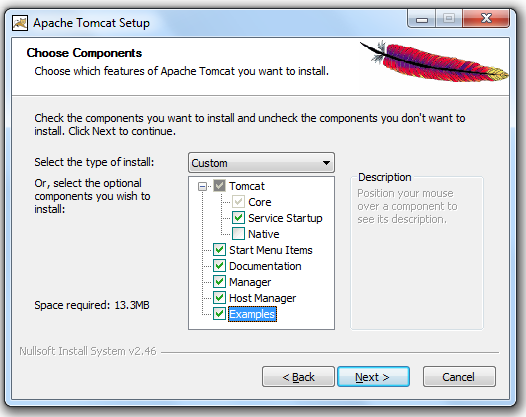 Apache Tomcat Setup
Choose Components
Choose which features of Apache Tomcat you want to install.
Check the components you want to install and uncheck the components you don't want to
install. Click Next to continue.
Select the type of install:
Custom
Or, select the optional
components you wish to
install:
Tomcat
Core
Service Startup
Native
Start Menu Items
Documentation
Manager
Host Manager
Examples
Description
Position your mouse
over a component to
see its description.
Space required: 13.3MB
Nullsoft Install System v2.46
< Back
Next >
Cancel